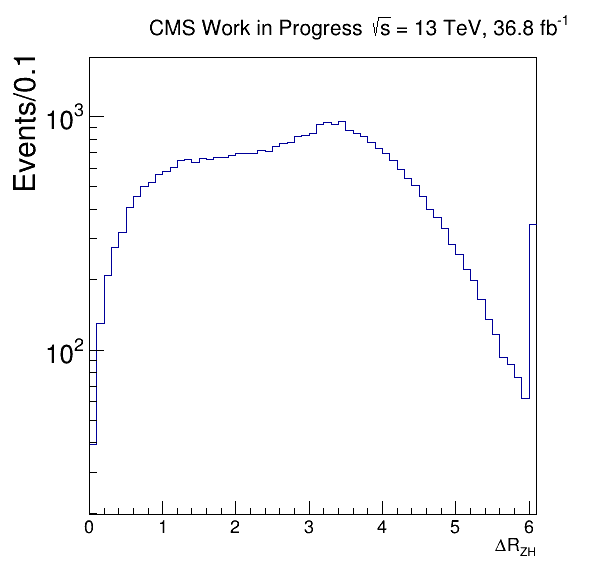 CMS Work in Progress √s = 13 TeV, 36.8 fb⁻¹
Events/0.1
10³
10²
0 1 2 3 4 5 6
ΔR_ZH